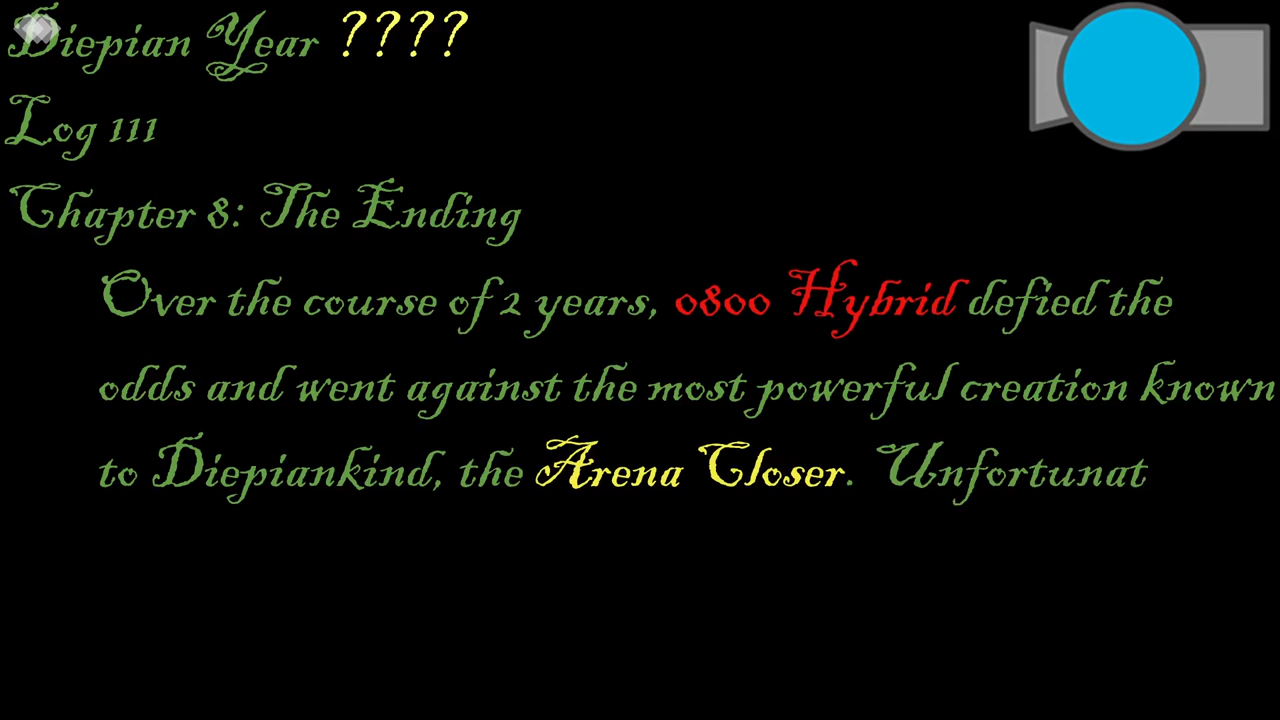 Diepian Year ????
Log 111
Chapter 8: The Ending
Over the course of 2 years, 0800 Hybrid defied the
odds and went against the most powerful creation known
to Diepiankind, the Arena Closer. Unfortunat